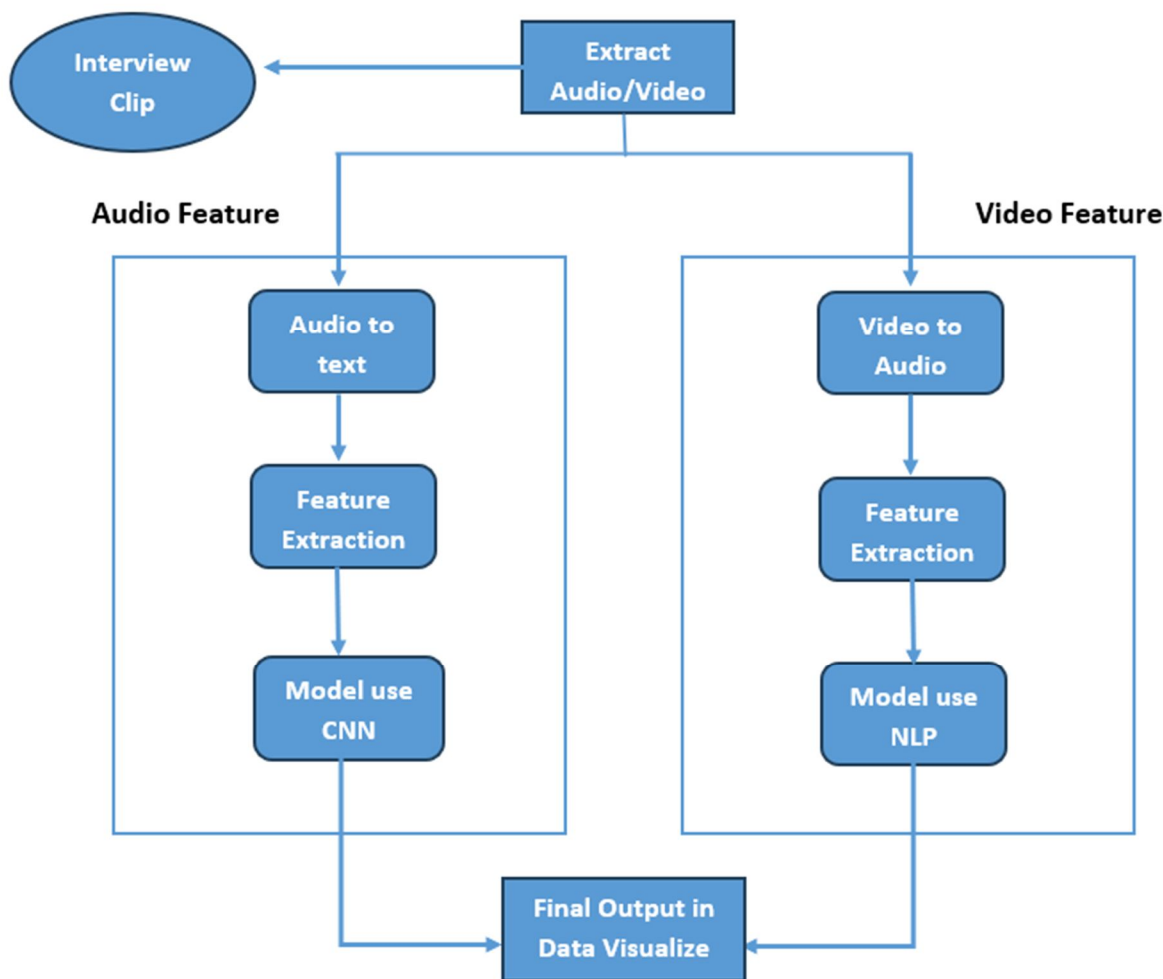 Interview
Clip
Extract
Audio/Video
Audio Feature
Video Feature
Audio to
text
Video to
Audio
Feature
Extraction
Feature
Extraction
Model use
CNN
Model use
NLP
Final Output in
Data Visualize